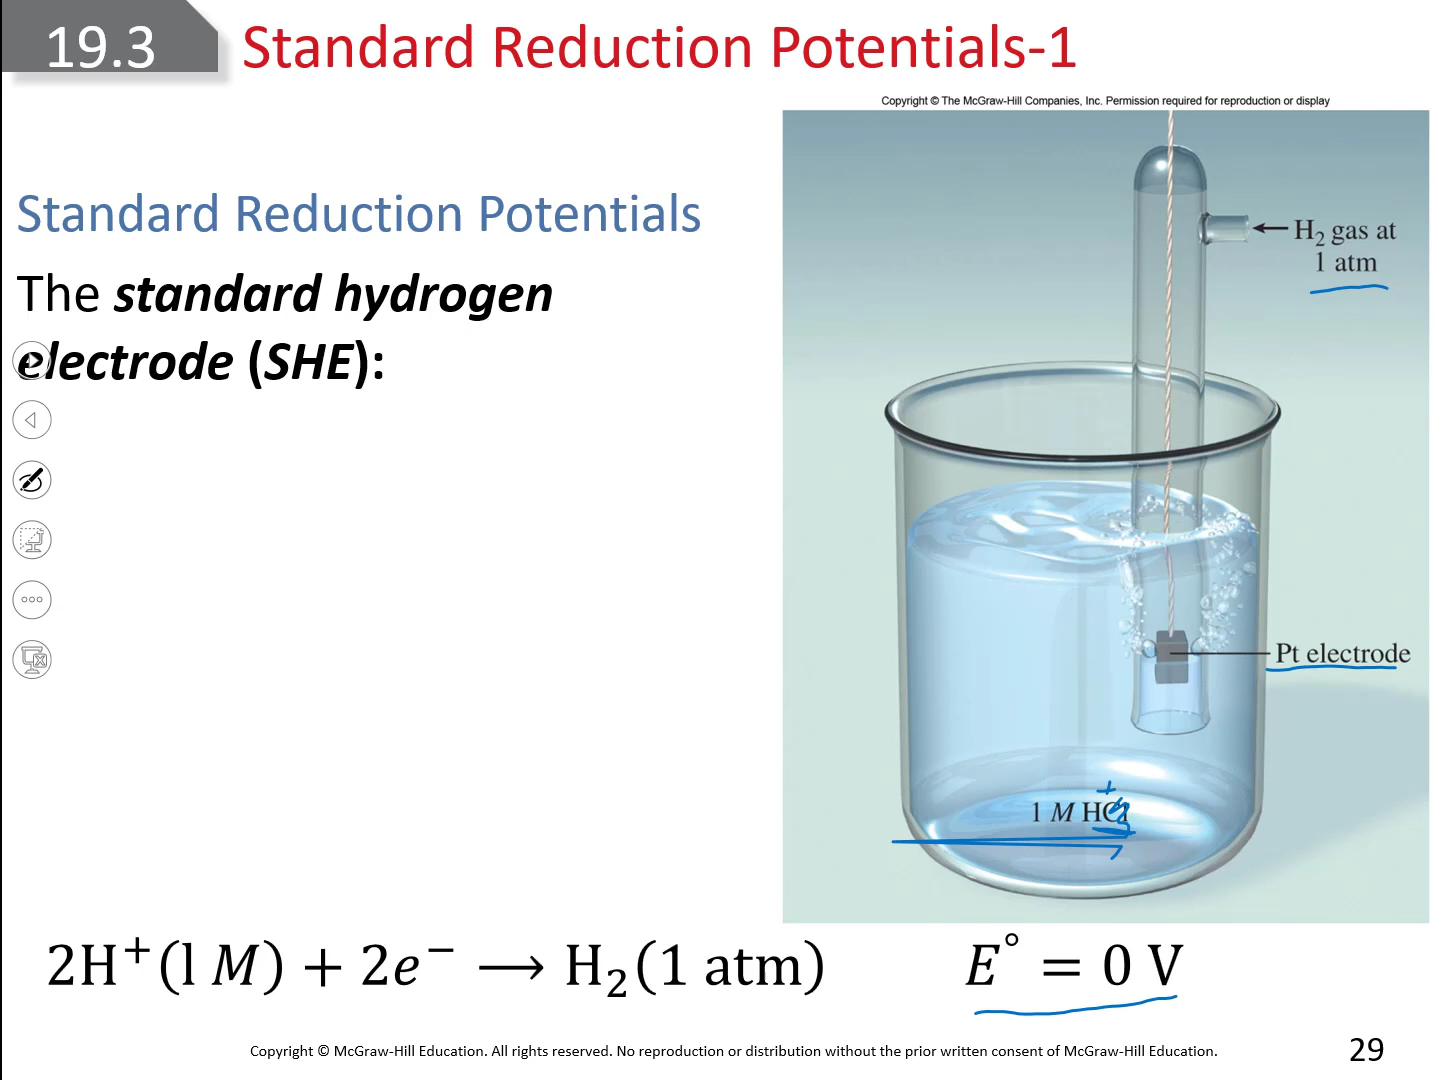 19.3
Standard Reduction Potentials-1
Copyright © The McGraw-Hill Companies, Inc. Permission required for reproduction or display
Standard Reduction Potentials
The standard hydrogen
electrode (SHE):
H₂ gas at
1 atm
Pt electrode
1 M HCl
2H⁺(l M) + 2e⁻ ⟶ H₂(1 atm)
E° = 0 V
Copyright © McGraw-Hill Education. All rights reserved. No reproduction or distribution without the prior written consent of McGraw-Hill Education.
29